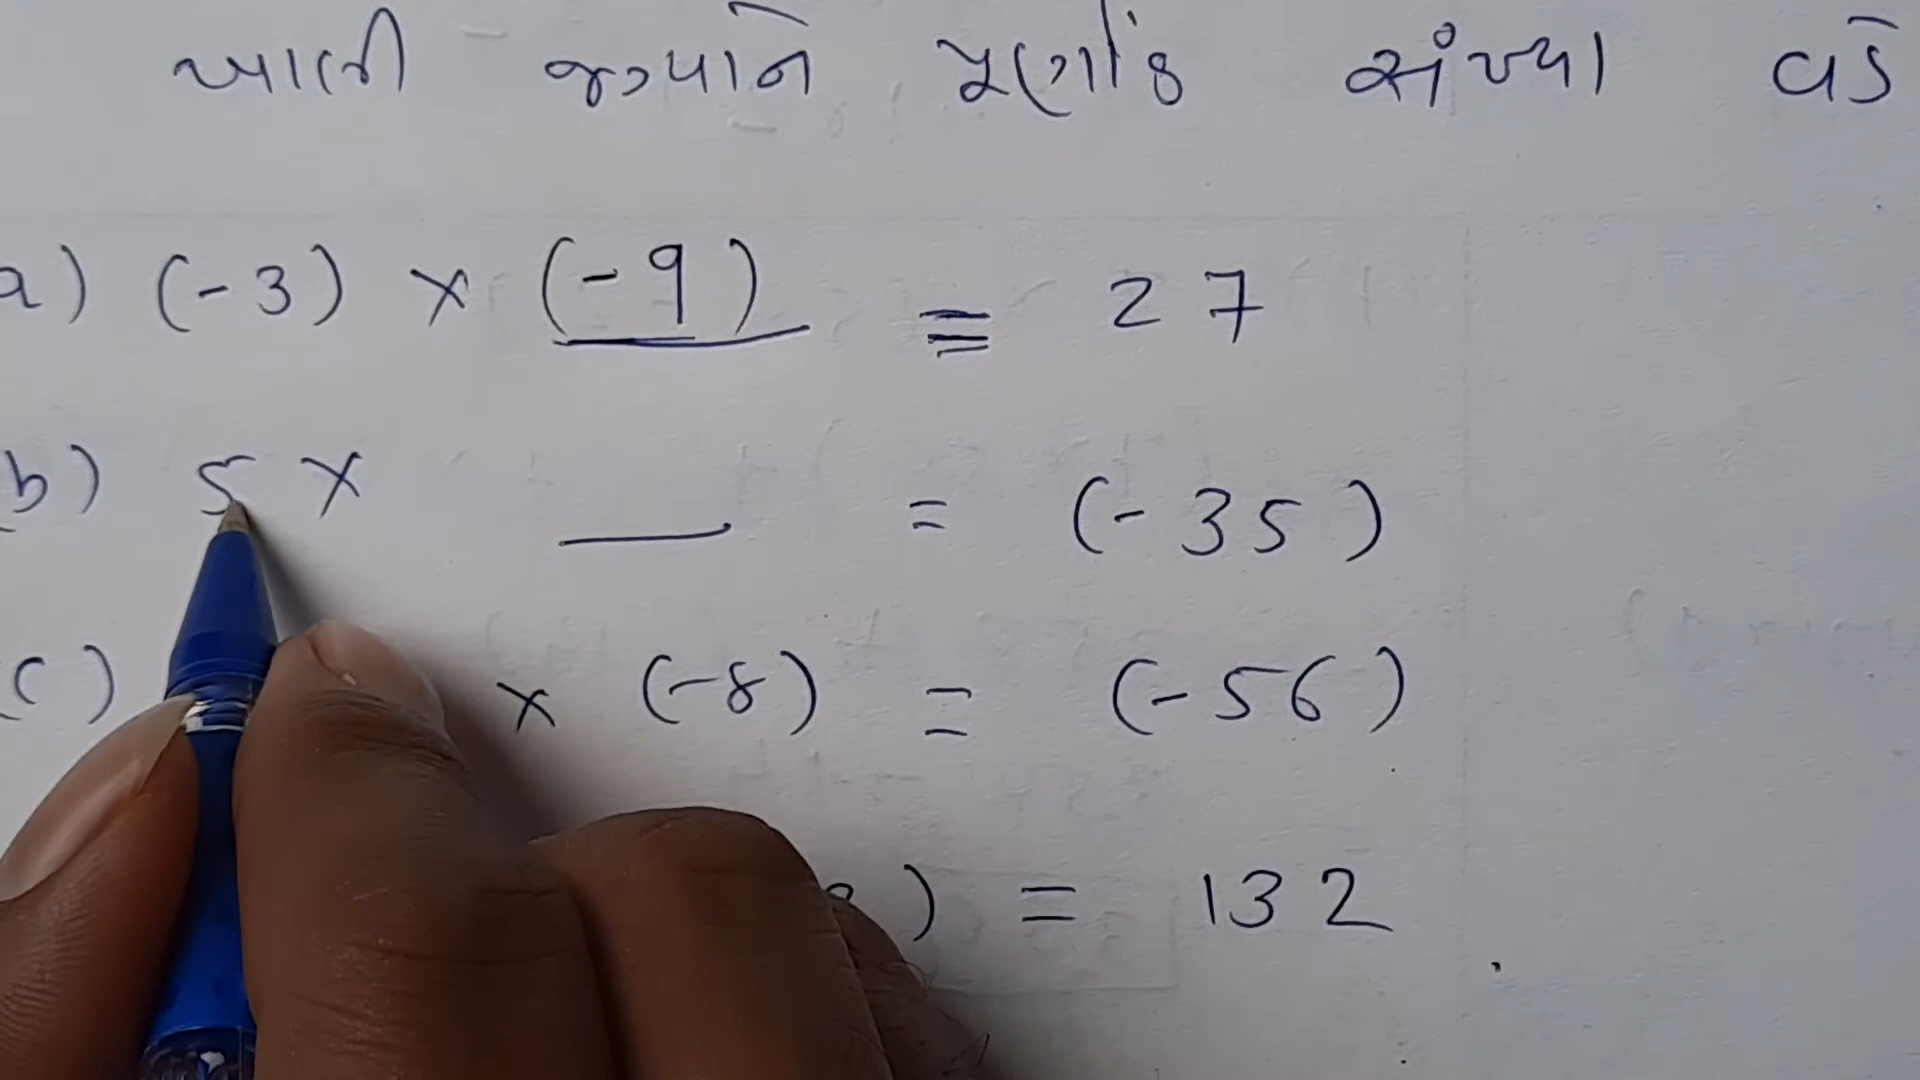 ખાલી જગ્યાને પૂર્ણાંક સંખ્યા વડે
a) (-3) × (-9) = 27
b) 5 × ___ = (-35)
(c) × (-8) = (-56)
) = 132